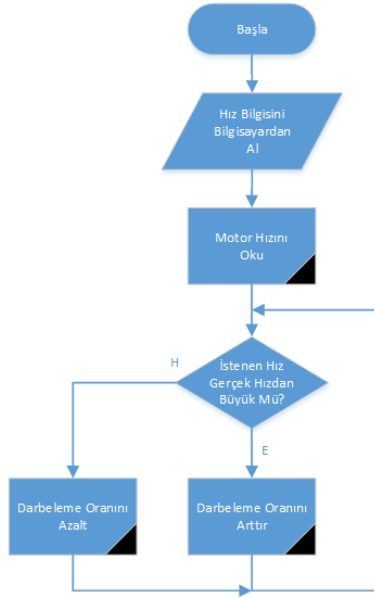 Başla
Hız Bilgisini
Bilgisayardan
Al
Motor Hızını
Oku
İstenen Hız
Gerçek Hızdan
Büyük Mü?
H
E
Darbeleme Oranını
Azalt
Darbeleme Oranını
Arttır